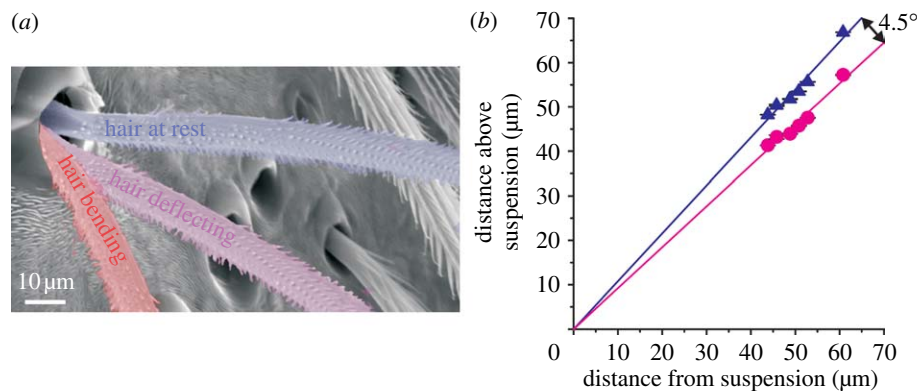 (a)
hair at rest
hair deflecting
hair bending
10 µm
(b)
distance above
suspension (µm)
70
60
50
40
30
20
10
0
10 20 30 40 50 60 70
distance from suspension (µm)
4.5°